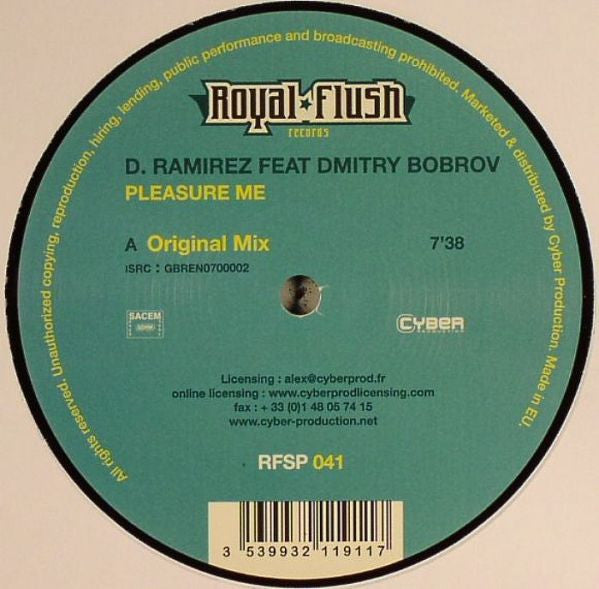 All rights reserved. Unauthorized copying, reproduction, hiring, lending, public performance and broadcasting prohibited. Marketed & distributed by Cyber Production. Made in EU.
Royal★Flush
records
D. RAMIREZ FEAT DMITRY BOBROV
PLEASURE ME
A Original Mix 7'38
ISRC : GBREN0700002
SACEM
CYBER
PRODUCTION
Licensing : alex@cyberprod.fr
online licensing : www.cyberprodlicensing.com
fax : + 33 (0)1 48 05 74 15
www.cyber-production.net
RFSP 041
3 539932 119117